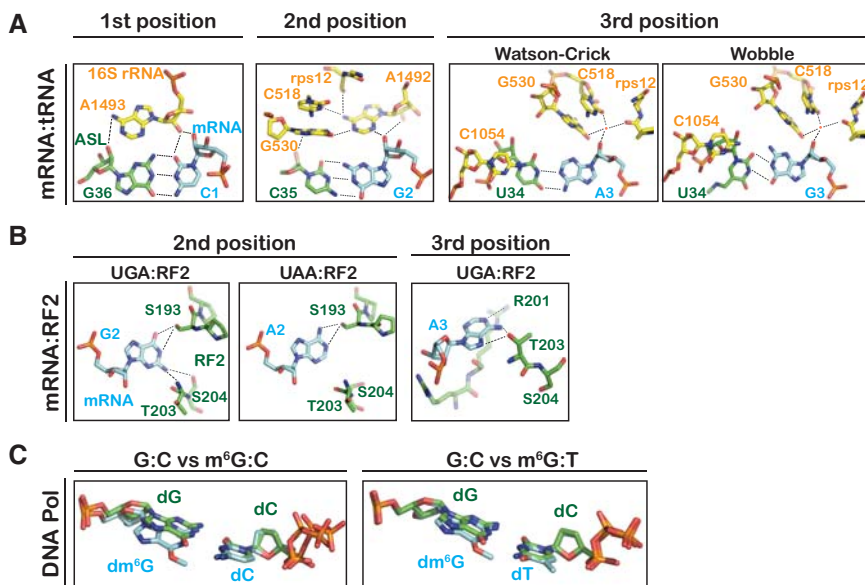 A
1st position
2nd position
3rd position
Watson-Crick
Wobble
mRNA:tRNA
16S rRNA
A1493
ASL
mRNA
G36
C1
rps12
A1492
C518
G530
C35
G2
C518
G530
rps12
C1054
U34
A3
C518
G530
rps12
C1054
U34
G3
B
2nd position
3rd position
UGA:RF2
UAA:RF2
UGA:RF2
mRNA:RF2
S193
G2
RF2
mRNA
S204
T203
S193
A2
S204
T203
R201
A3
T203
S204
C
G:C vs m⁶G:C
G:C vs m⁶G:T
DNA Pol
dG
dC
dm⁶G
dC
dG
dC
dm⁶G
dT